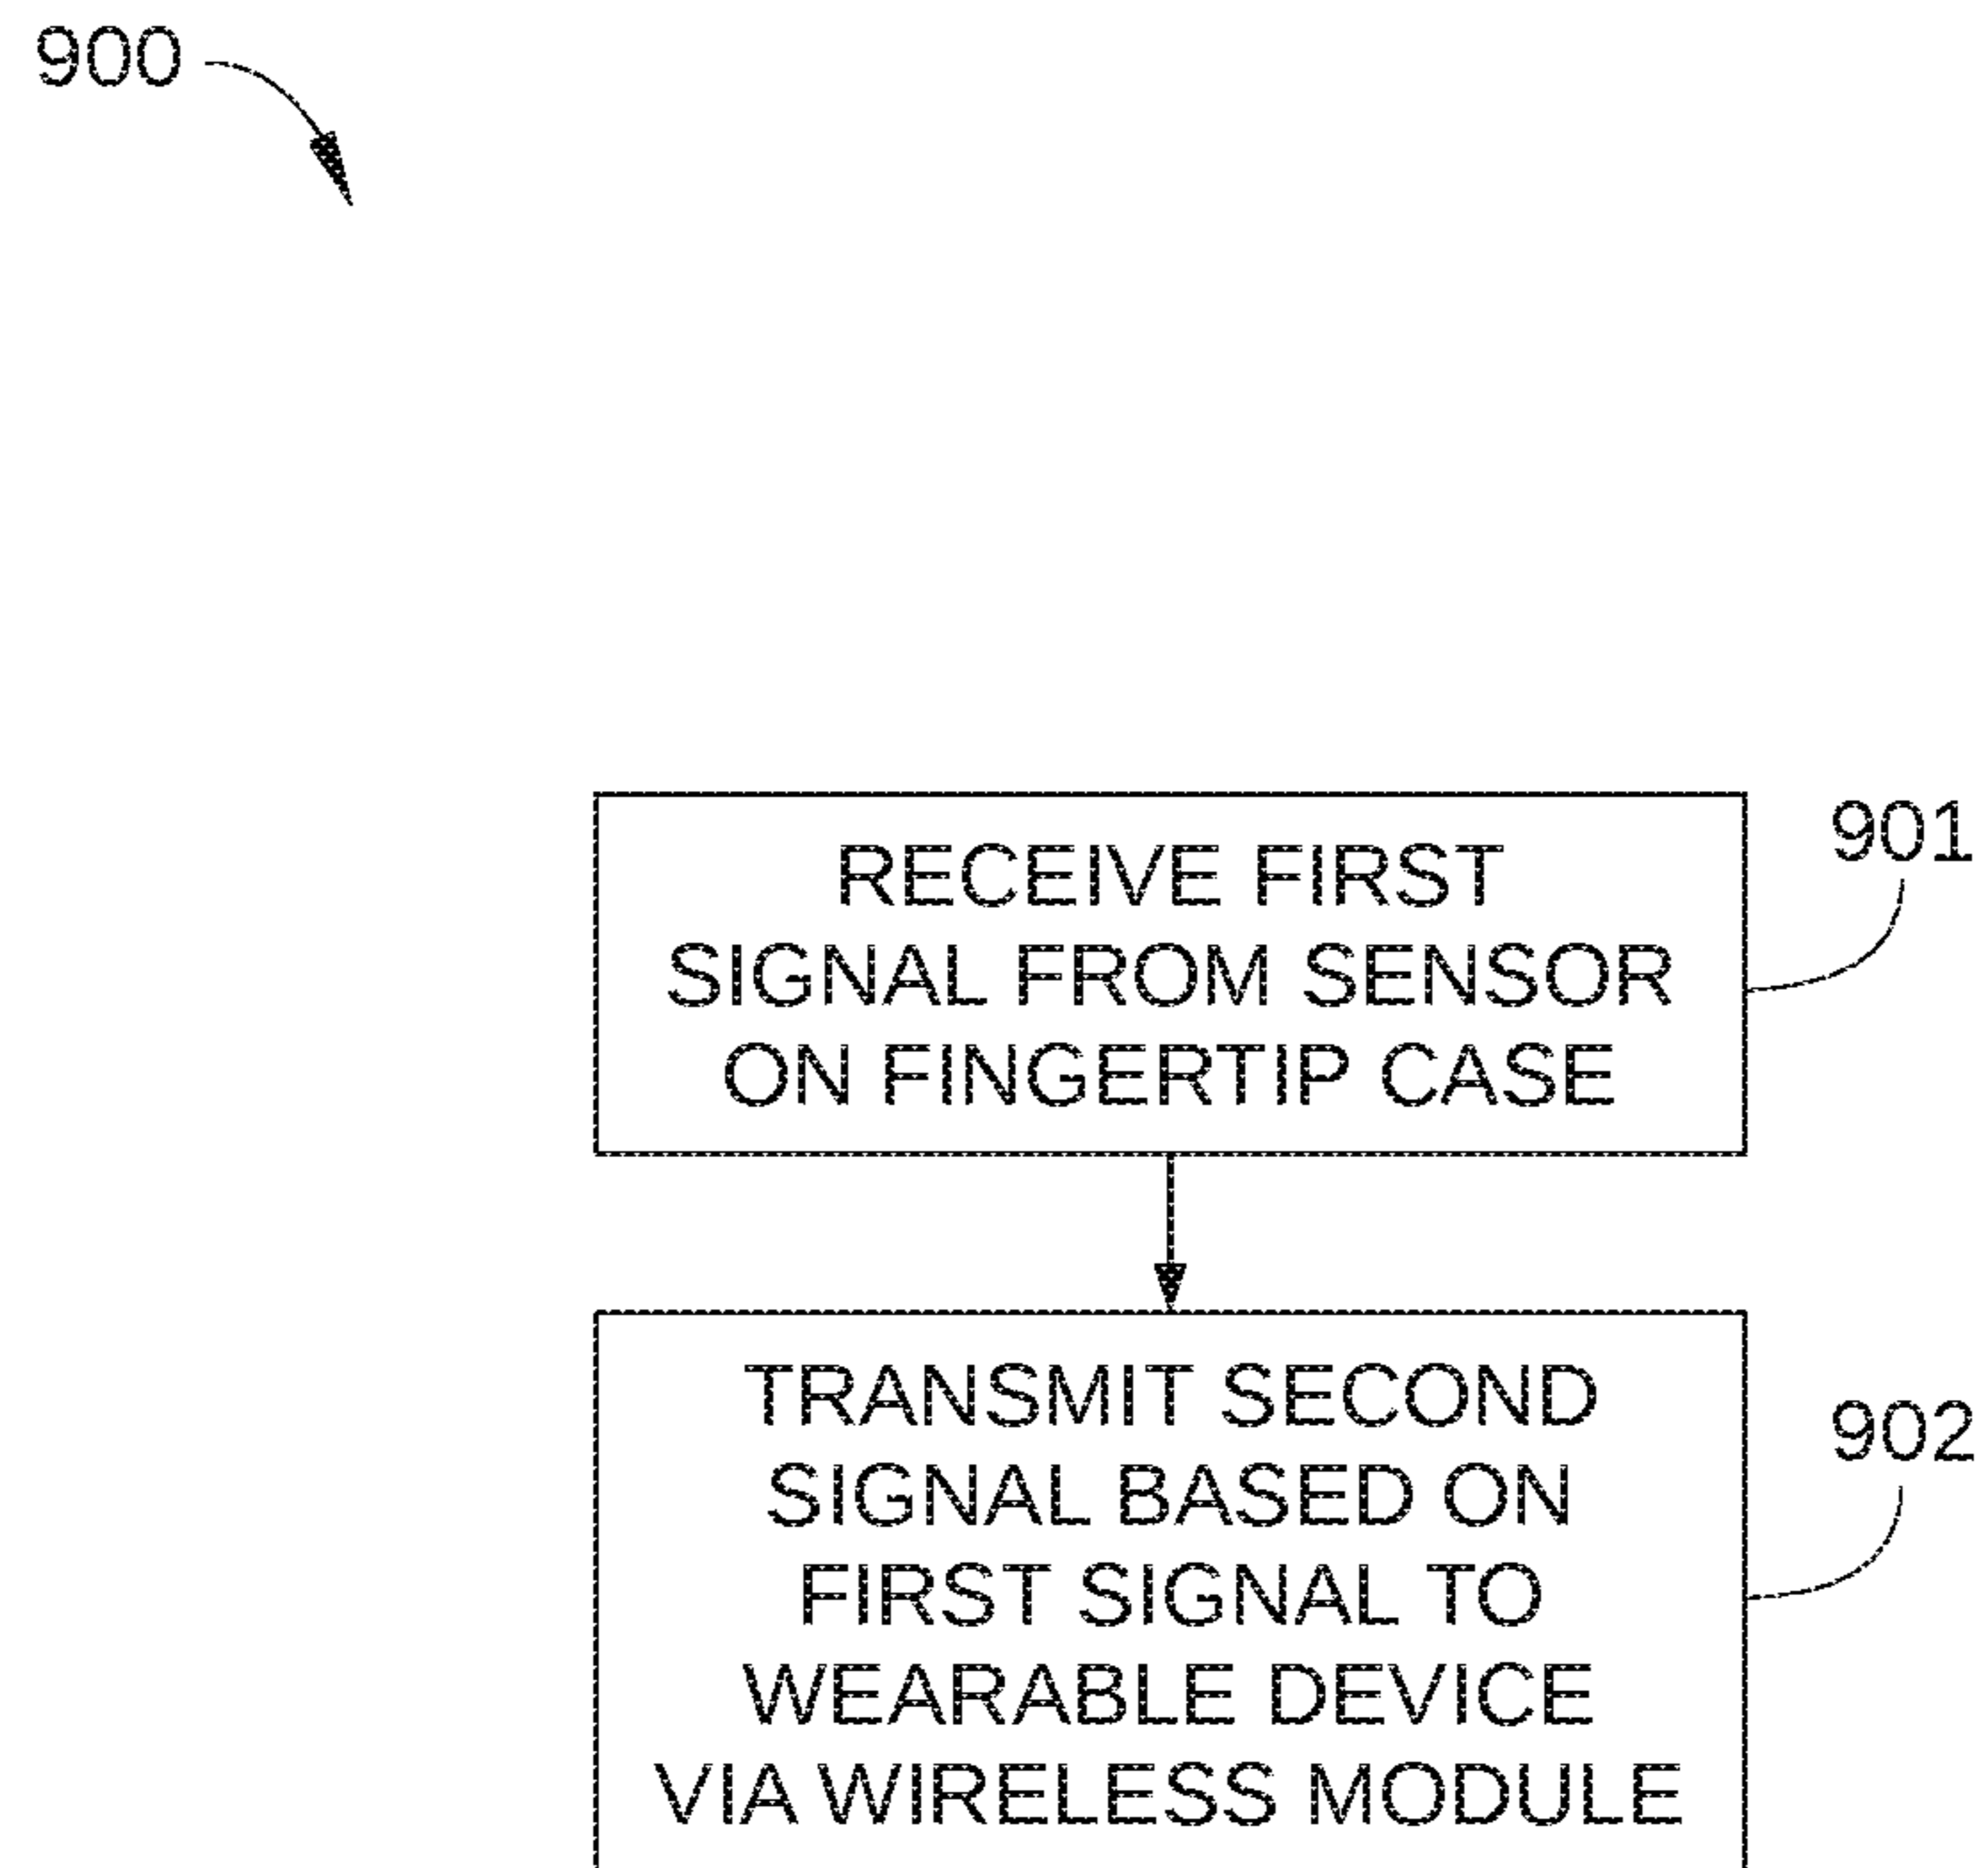 900
901
RECEIVE FIRST
SIGNAL FROM SENSOR
ON FINGERTIP CASE
902
TRANSMIT SECOND
SIGNAL BASED ON
FIRST SIGNAL TO
WEARABLE DEVICE
VIA WIRELESS MODULE